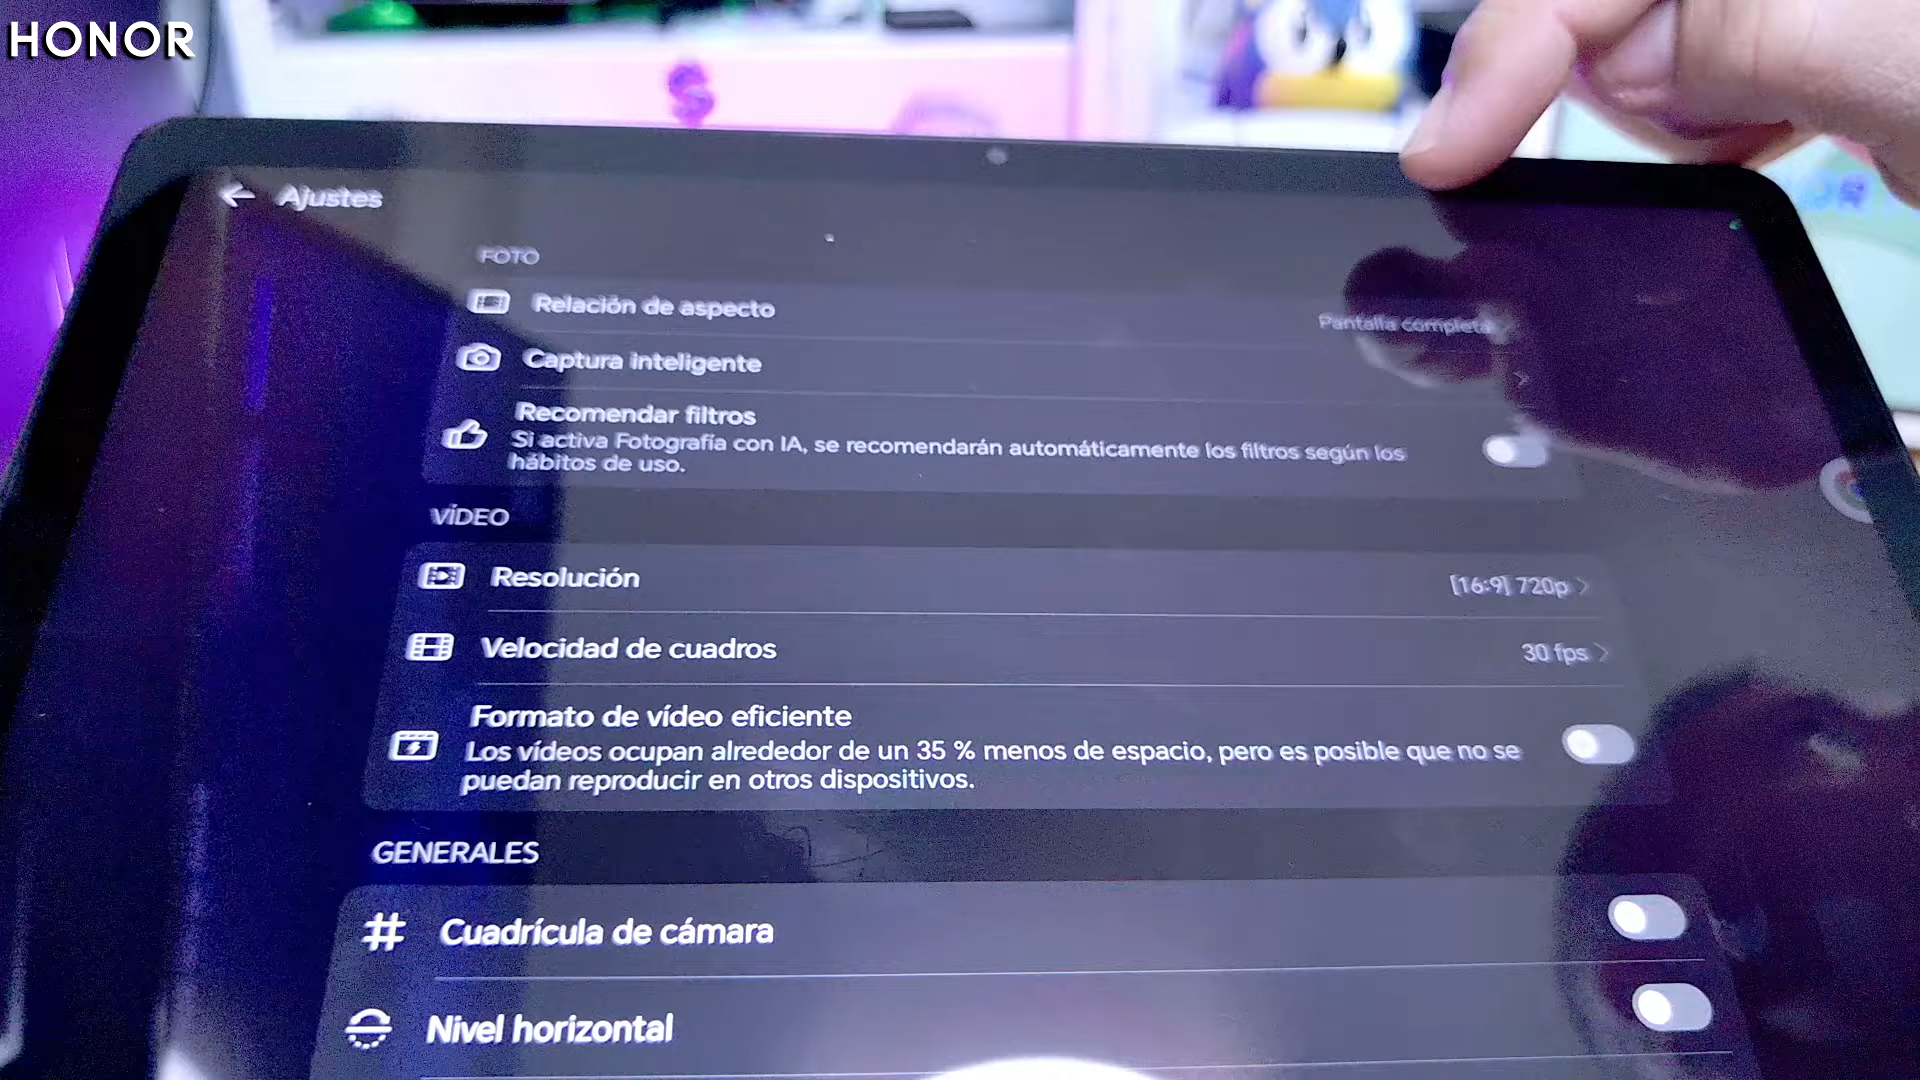 HONOR
Ajustes
FOTO
Relación de aspecto
Pantalla completa
Captura inteligente
Recomendar filtros
Si activa Fotografía con IA, se recomendarán automáticamente los filtros según los
hábitos de uso.
VÍDEO
Resolución
[16:9] 720p
Velocidad de cuadros
30 fps
Formato de vídeo eficiente
Los vídeos ocupan alrededor de un 35 % menos de espacio, pero es posible que no se
puedan reproducir en otros dispositivos.
GENERALES
Cuadrícula de cámara
Nivel horizontal